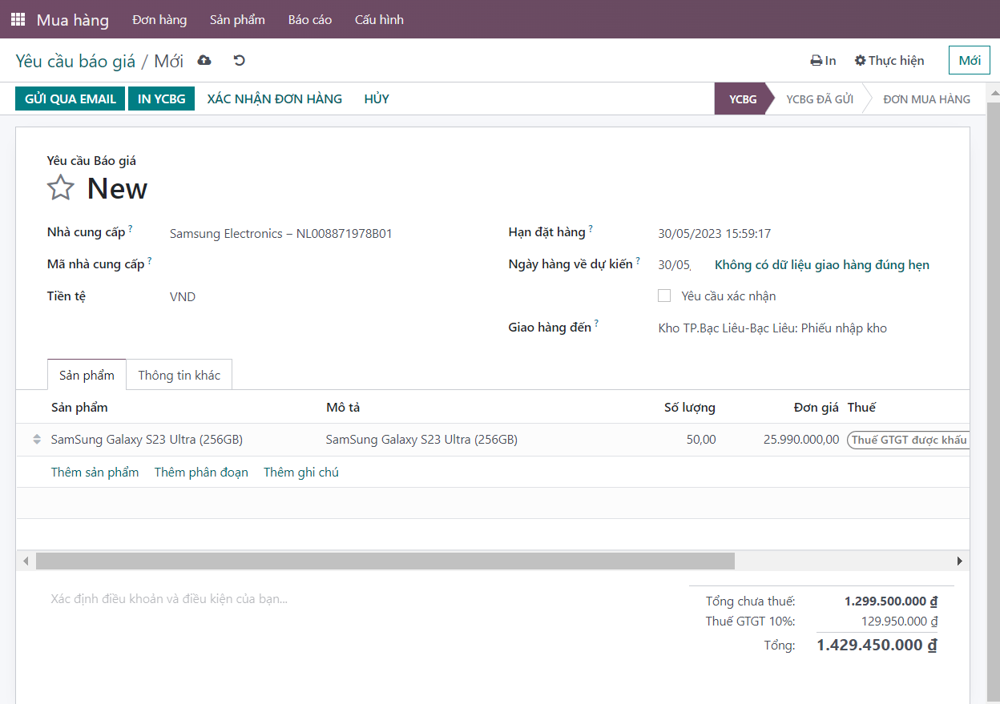 Mua hàng Đơn hàng Sản phẩm Báo cáo Cấu hình
Yêu cầu báo giá / Mới In Thực hiện Mới
GỬI QUA EMAIL IN YCBG XÁC NHẬN ĐƠN HÀNG HỦY YCBG YCBG ĐÃ GỬI ĐƠN MUA HÀNG
Yêu cầu Báo giá
New
Nhà cung cấp ? Samsung Electronics – NL008871978B01 Hạn đặt hàng ? 30/05/2023 15:59:17
Mã nhà cung cấp ? Ngày hàng về dự kiến ? 30/05, Không có dữ liệu giao hàng đúng hẹn
Tiền tệ VND Yêu cầu xác nhận
Giao hàng đến ? Kho TP.Bạc Liêu-Bạc Liêu: Phiếu nhập kho
Sản phẩm Thông tin khác
Sản phẩm Mô tả Số lượng Đơn giá Thuế
SamSung Galaxy S23 Ultra (256GB) SamSung Galaxy S23 Ultra (256GB) 50,00 25.990.000,00 Thuế GTGT được khấu
Thêm sản phẩm Thêm phân đoạn Thêm ghi chú
Xác định điều khoản và điều kiện của bạn... Tổng chưa thuế: 1.299.500.000 ₫
Thuế GTGT 10%: 129.950.000 ₫
Tổng: 1.429.450.000 ₫